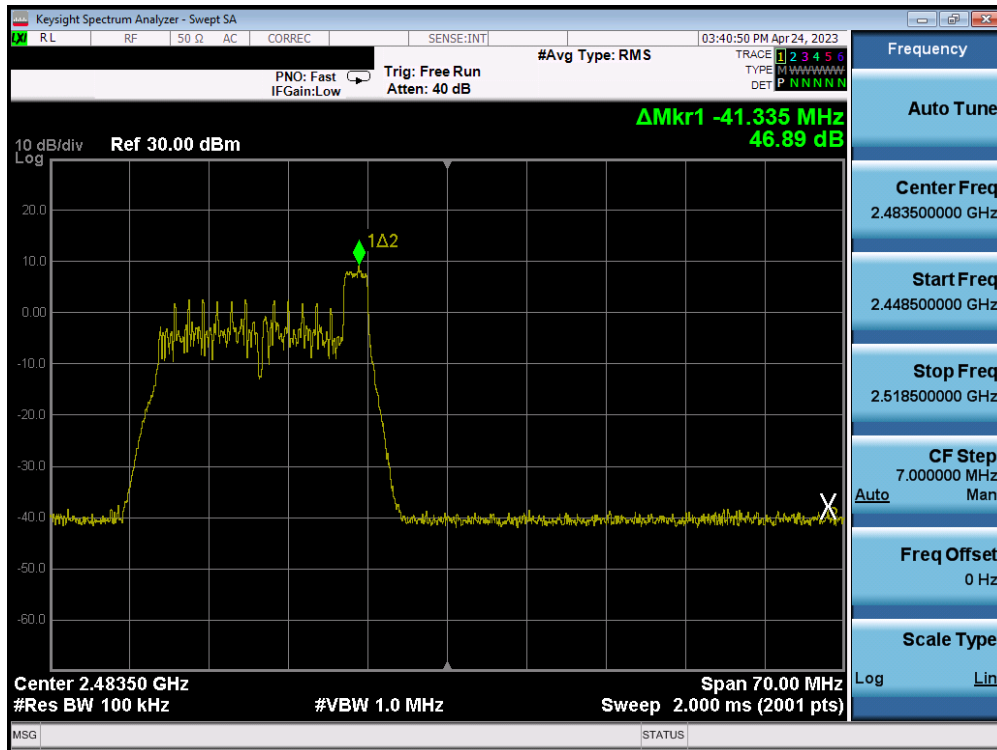 Keysight Spectrum Analyzer - Swept SA
LXI RL RF 50 Ω AC CORREC SENSE:INT 03:40:50 PM Apr 24, 2023
#Avg Type: RMS TRACE 1 2 3 4 5 6
PNO: Fast Trig: Free Run TYPE M WWWWW
IFGain:Low Atten: 40 dB DET P N N N N N
ΔMkr1 -41.335 MHz
46.89 dB
10 dB/div Ref 30.00 dBm
Log
20.0
1Δ2
10.0
0.00
-10.0
-20.0
-30.0
-40.0
X
-50.0
-60.0
Center 2.48350 GHz Span 70.00 MHz
#Res BW 100 kHz #VBW 1.0 MHz Sweep 2.000 ms (2001 pts)
MSG STATUS
Frequency
Auto Tune
Center Freq
2.483500000 GHz
Start Freq
2.448500000 GHz
Stop Freq
2.518500000 GHz
CF Step
7.000000 MHz
Auto Man
Freq Offset
0 Hz
Scale Type
Log Lin